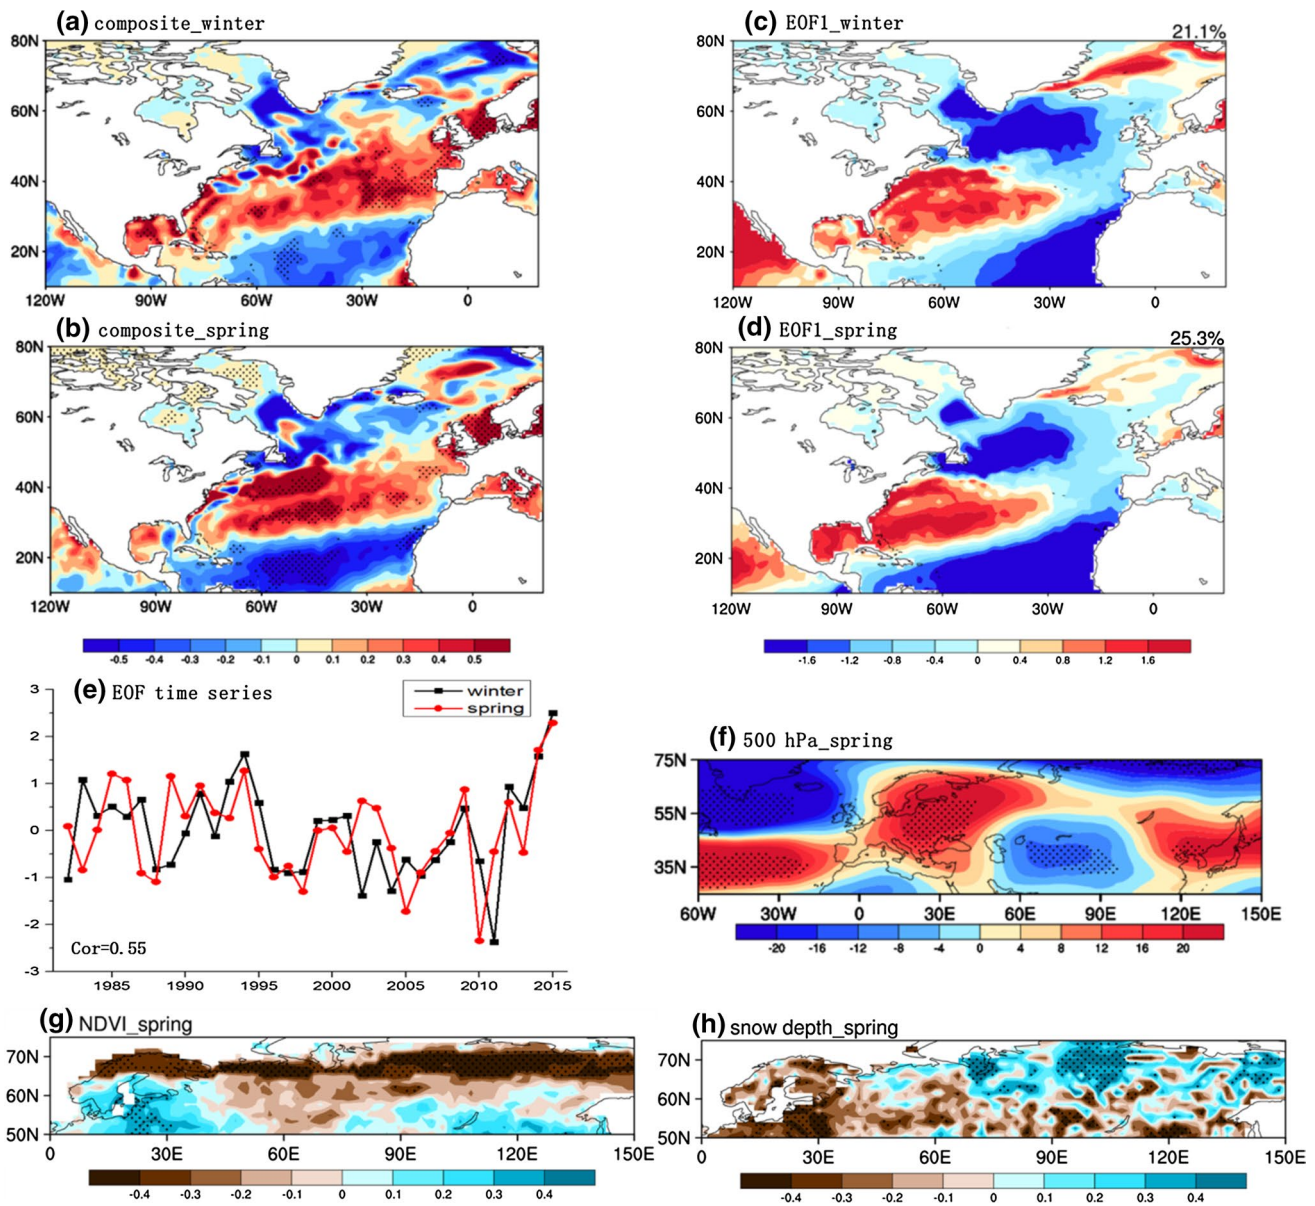 (a) composite_winter
80N
60N
40N
20N
120W 90W 60W 30W 0
(c) EOF1_winter 21.1%
80N
60N
40N
20N
120W 90W 60W 30W 0
(b) composite_spring
80N
60N
40N
20N
120W 90W 60W 30W 0
-0.5 -0.4 -0.3 -0.2 -0.1 0 0.1 0.2 0.3 0.4 0.5
(d) EOF1_spring 25.3%
80N
60N
40N
20N
120W 90W 60W 30W 0
-1.6 -1.2 -0.8 -0.4 0 0.4 0.8 1.2 1.6
(e) EOF time series
winter
spring
3
2
1
0
-1
-2
-3
Cor=0.55
1985 1990 1995 2000 2005 2010 2015
(f) 500 hPa_spring
75N
55N
35N
60W 30W 0 30E 60E 90E 120E 150E
-20 -16 -12 -8 -4 0 4 8 12 16 20
(g) NDVI_spring
70N
60N
50N
0 30E 60E 90E 120E 150E
-0.4 -0.3 -0.2 -0.1 0 0.1 0.2 0.3 0.4
(h) snow depth_spring
70N
60N
50N
0 30E 60E 90E 120E 150E
-0.4 -0.3 -0.2 -0.1 0 0.1 0.2 0.3 0.4